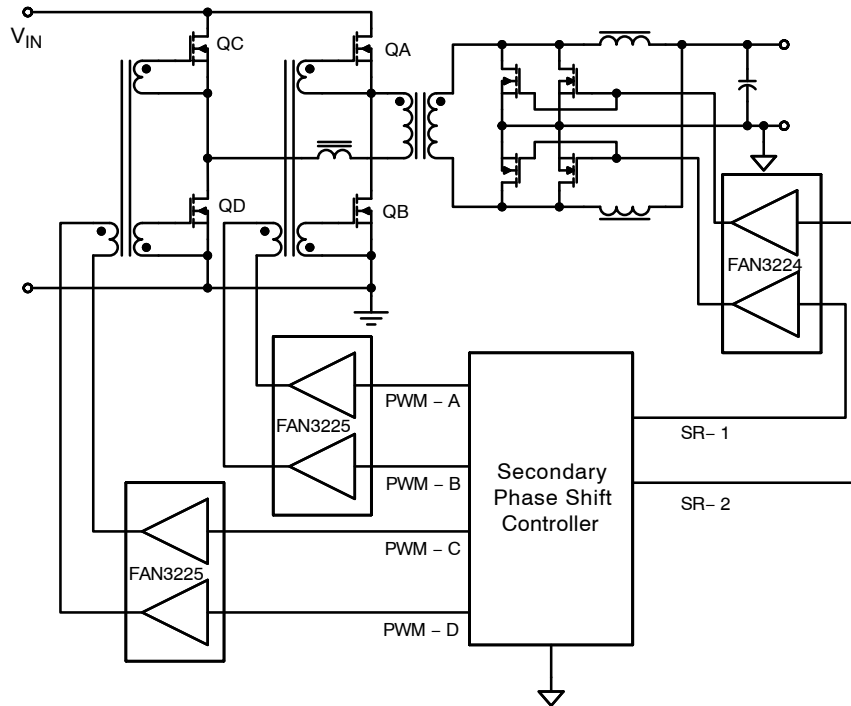 VIN
QC
QA
QD
QB
FAN3224
PWM – A
FAN3225
PWM – B
SR– 1
Secondary
Phase Shift
Controller
SR– 2
PWM – C
FAN3225
PWM – D